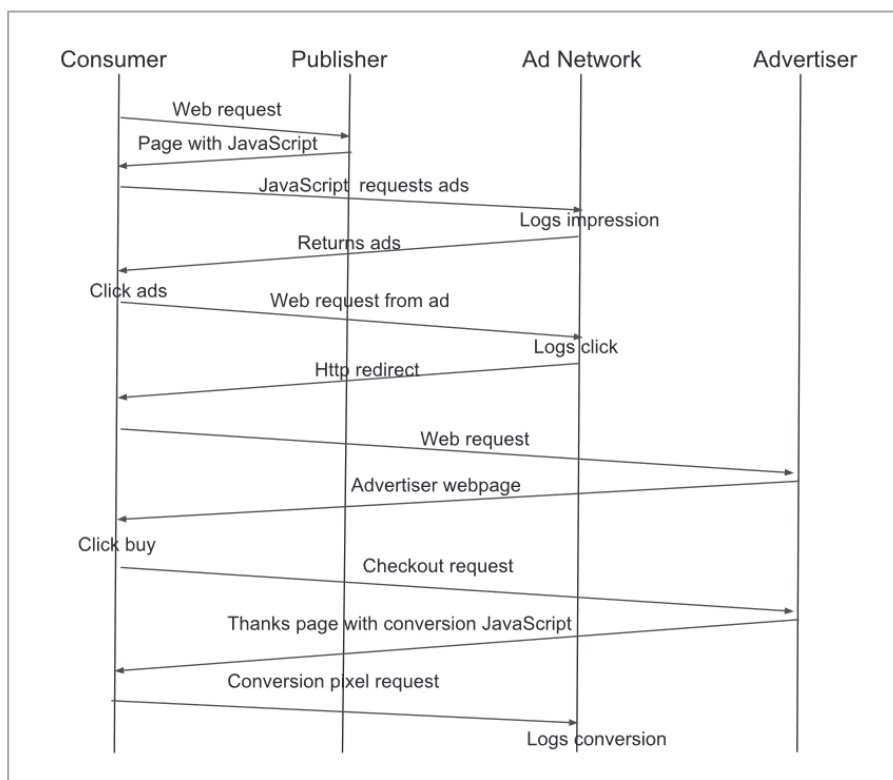 Consumer Publisher Ad Network Advertiser
Web request
Page with JavaScript
JavaScript requests ads
Logs impression
Returns ads
Click ads
Web request from ad
Logs click
Http redirect
Web request
Advertiser webpage
Click buy
Checkout request
Thanks page with conversion JavaScript
Conversion pixel request
Logs conversion